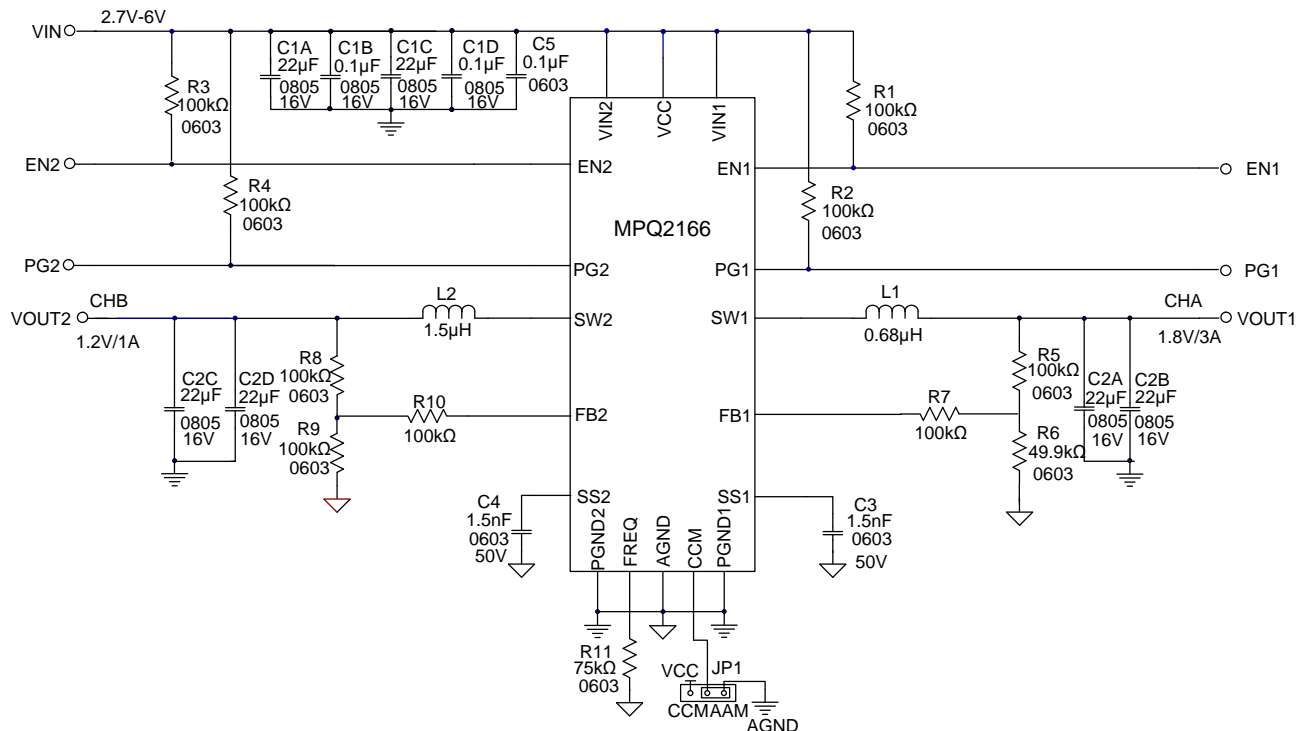 VIN
2.7V-6V
R3
100kΩ
0603
C1A
22µF
0805
16V
C1B
0.1µF
0805
16V
C1C
22µF
0805
16V
C1D
0.1µF
0805
16V
C5
0.1µF
0603
VIN2
VCC
VIN1
R1
100kΩ
0603
EN2
EN2
EN1
EN1
R4
100kΩ
0603
R2
100kΩ
0603
MPQ2166
PG2
PG2
PG1
PG1
VOUT2
CHB
1.2V/1A
L2
1.5µH
SW2
SW1
L1
0.68µH
CHA
1.8V/3A
VOUT1
C2C
22µF
0805
16V
C2D
22µF
0805
16V
R8
100kΩ
0603
R9
100kΩ
0603
R10
100kΩ
FB2
FB1
R7
100kΩ
R5
100kΩ
0603
R6
49.9kΩ
0603
C2A
22µF
0805
16V
C2B
22µF
0805
16V
C4
1.5nF
0603
50V
SS2
SS1
C3
1.5nF
0603
50V
PGND2
FREQ
AGND
CCM
PGND1
R11
75kΩ
0603
VCC
JP1
CCMAAM
AGND